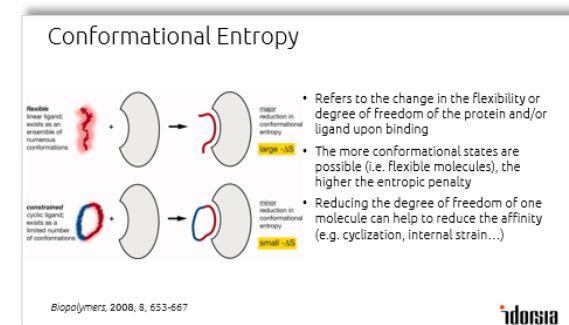 Conformational Entropy
flexible
linear ligand;
exists as an
ensemble of
numerous
conformations
+
major
reduction in
conformational
entropy
large -ΔS
constrained
cyclic ligand;
exists as a
limited number
of conformations
+
minor
reduction in
conformational
entropy
small -ΔS
• Refers to the change in the flexibility or
degree of freedom of the protein and/or
ligand upon binding
• The more conformational states are
possible (i.e. flexible molecules), the
higher the entropic penalty
• Reducing the degree of freedom of one
molecule can help to reduce the affinity
(e.g. cyclization, internal strain...)
Biopolymers, 2008, 8, 653-667
idorsia